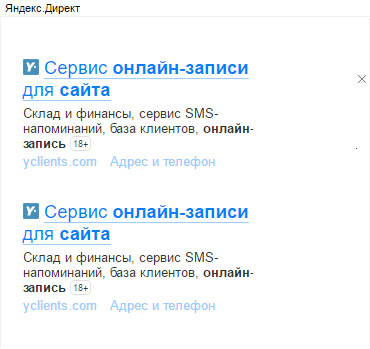 Яндекс.Директ
Y Сервис онлайн-записи
для сайта
Склад и финансы, сервис SMS-
напоминаний, база клиентов, онлайн-
запись 18+
yclients.com Адрес и телефон
Y Сервис онлайн-записи
для сайта
Склад и финансы, сервис SMS-
напоминаний, база клиентов, онлайн-
запись 18+
yclients.com Адрес и телефон